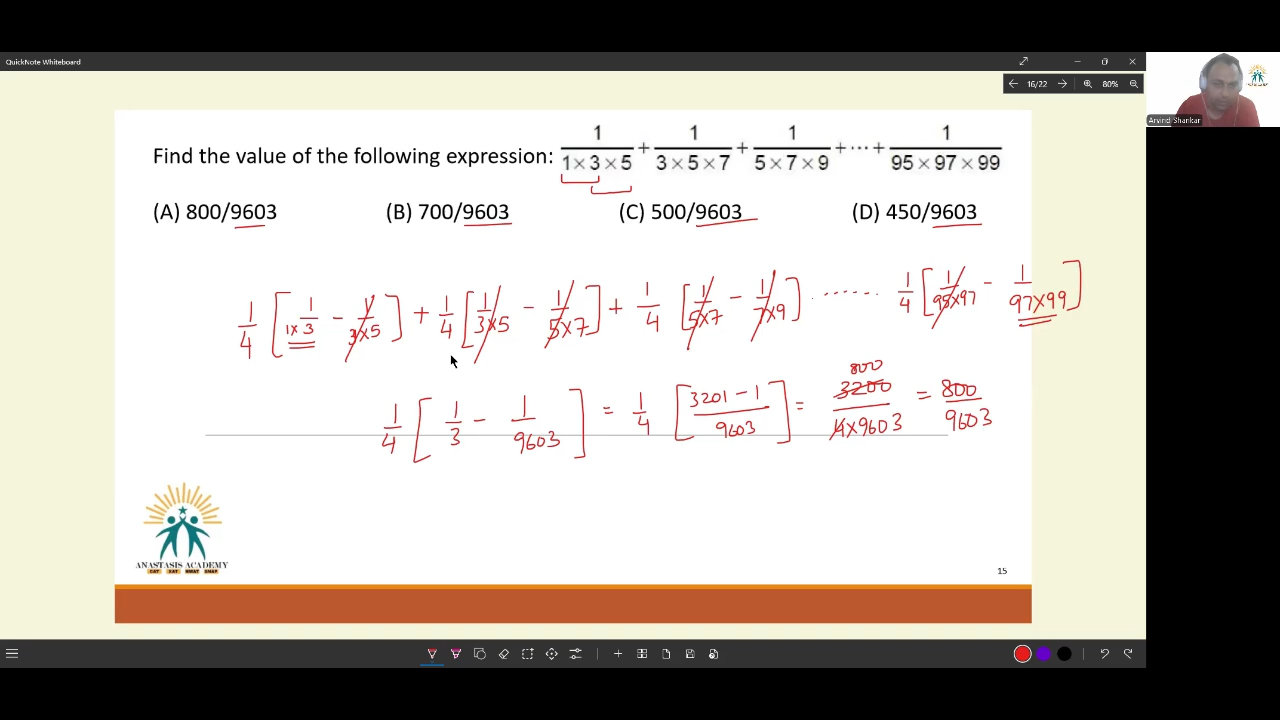 QuickNote Whiteboard
16/22 80%
Arvind Shankar
Find the value of the following expression: 1/(1×3×5) + 1/(3×5×7) + 1/(5×7×9) + ··· + 1/(95×97×99)
(A) 800/9603 (B) 700/9603 (C) 500/9603 (D) 450/9603
1/4 [1/(1×3) − 1/(3×5)] + 1/4 [1/(3×5) − 1/(5×7)] + 1/4 [1/(5×7) − 1/(7×9)] ........ 1/4 [1/(95×97) − 1/(97×99)]
1/4 [1/3 − 1/9603] = 1/4 [(3201 − 1)/9603] = 3200/(4×9603) = 800/9603
800
ANASTASIS ACADEMY
CAT XAT NMAT SNAP
15